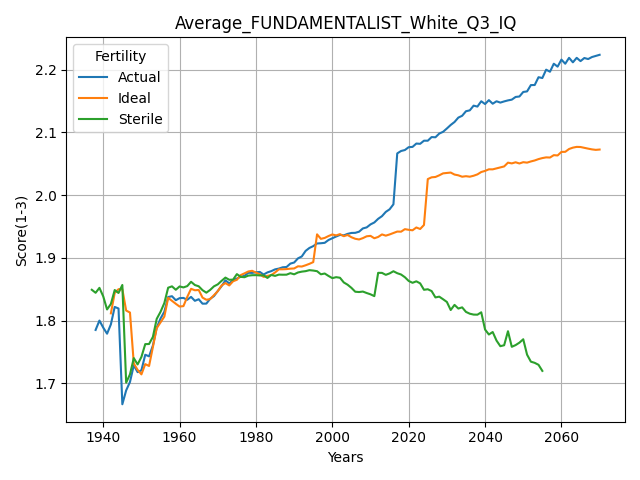 Average_FUNDAMENTALIST_White_Q3_IQ
Fertility
Actual
Ideal
Sterile
Score(1-3)
2.2
2.1
2.0
1.9
1.8
1.7
1940
1960
1980
2000
2020
2040
2060
Years